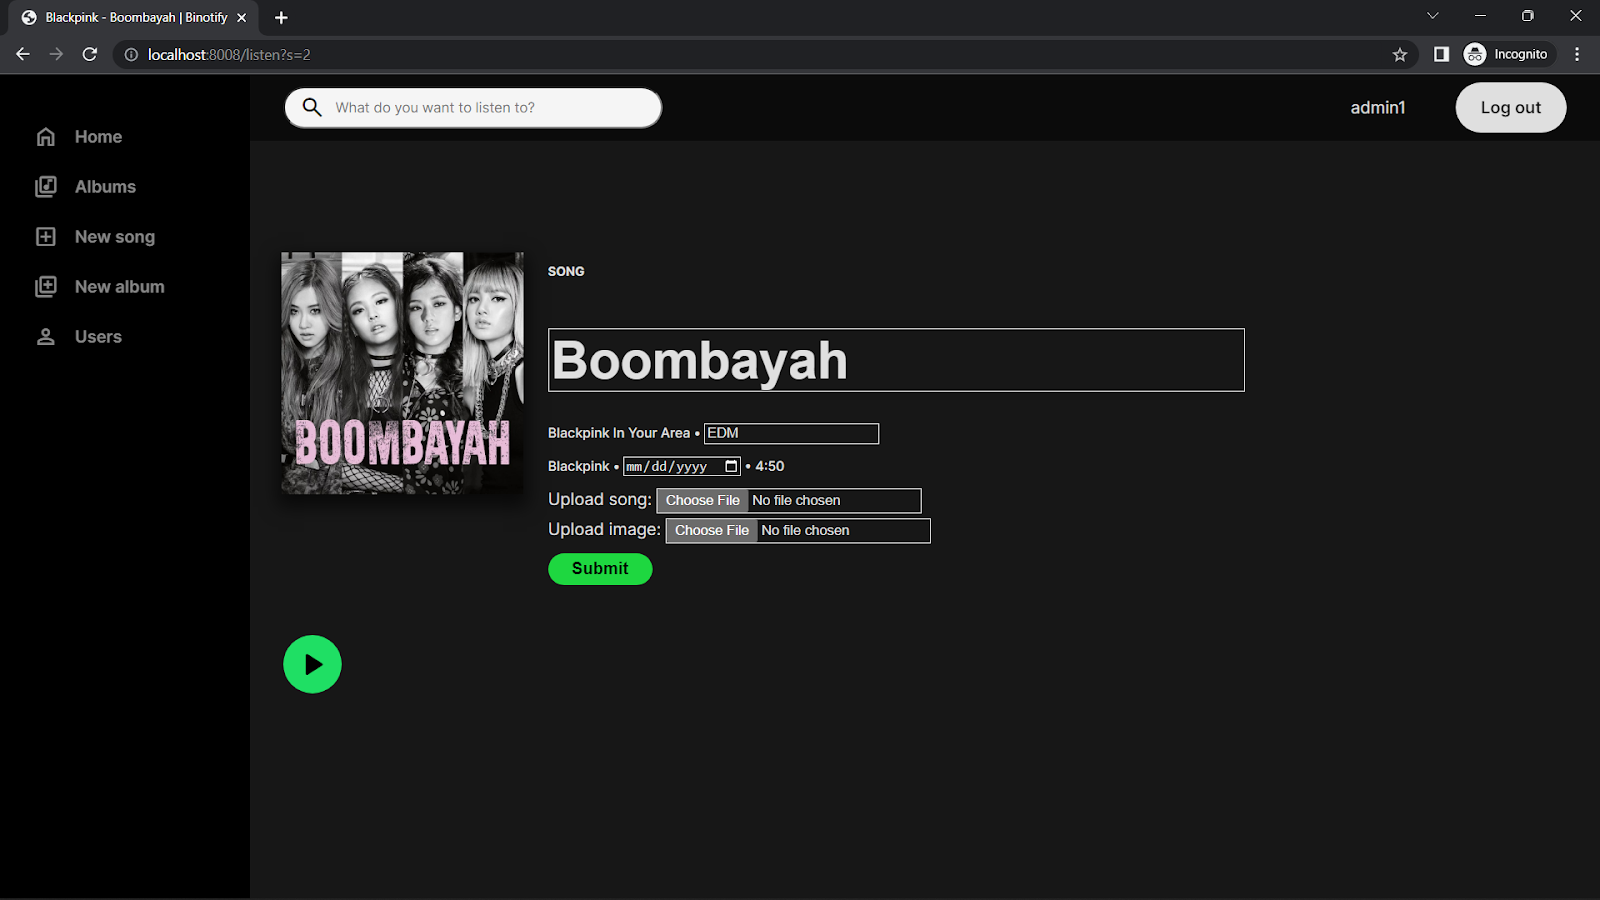 Blackpink - Boombayah | Binotify
localhost:8008/listen?s=2
Incognito
What do you want to listen to?
admin1
Log out
Home
Albums
New song
New album
Users
BOOMBAYAH
SONG
Boombayah
Blackpink In Your Area • EDM
Blackpink • mm/dd/yyyy • 4:50
Upload song: Choose File No file chosen
Upload image: Choose File No file chosen
Submit